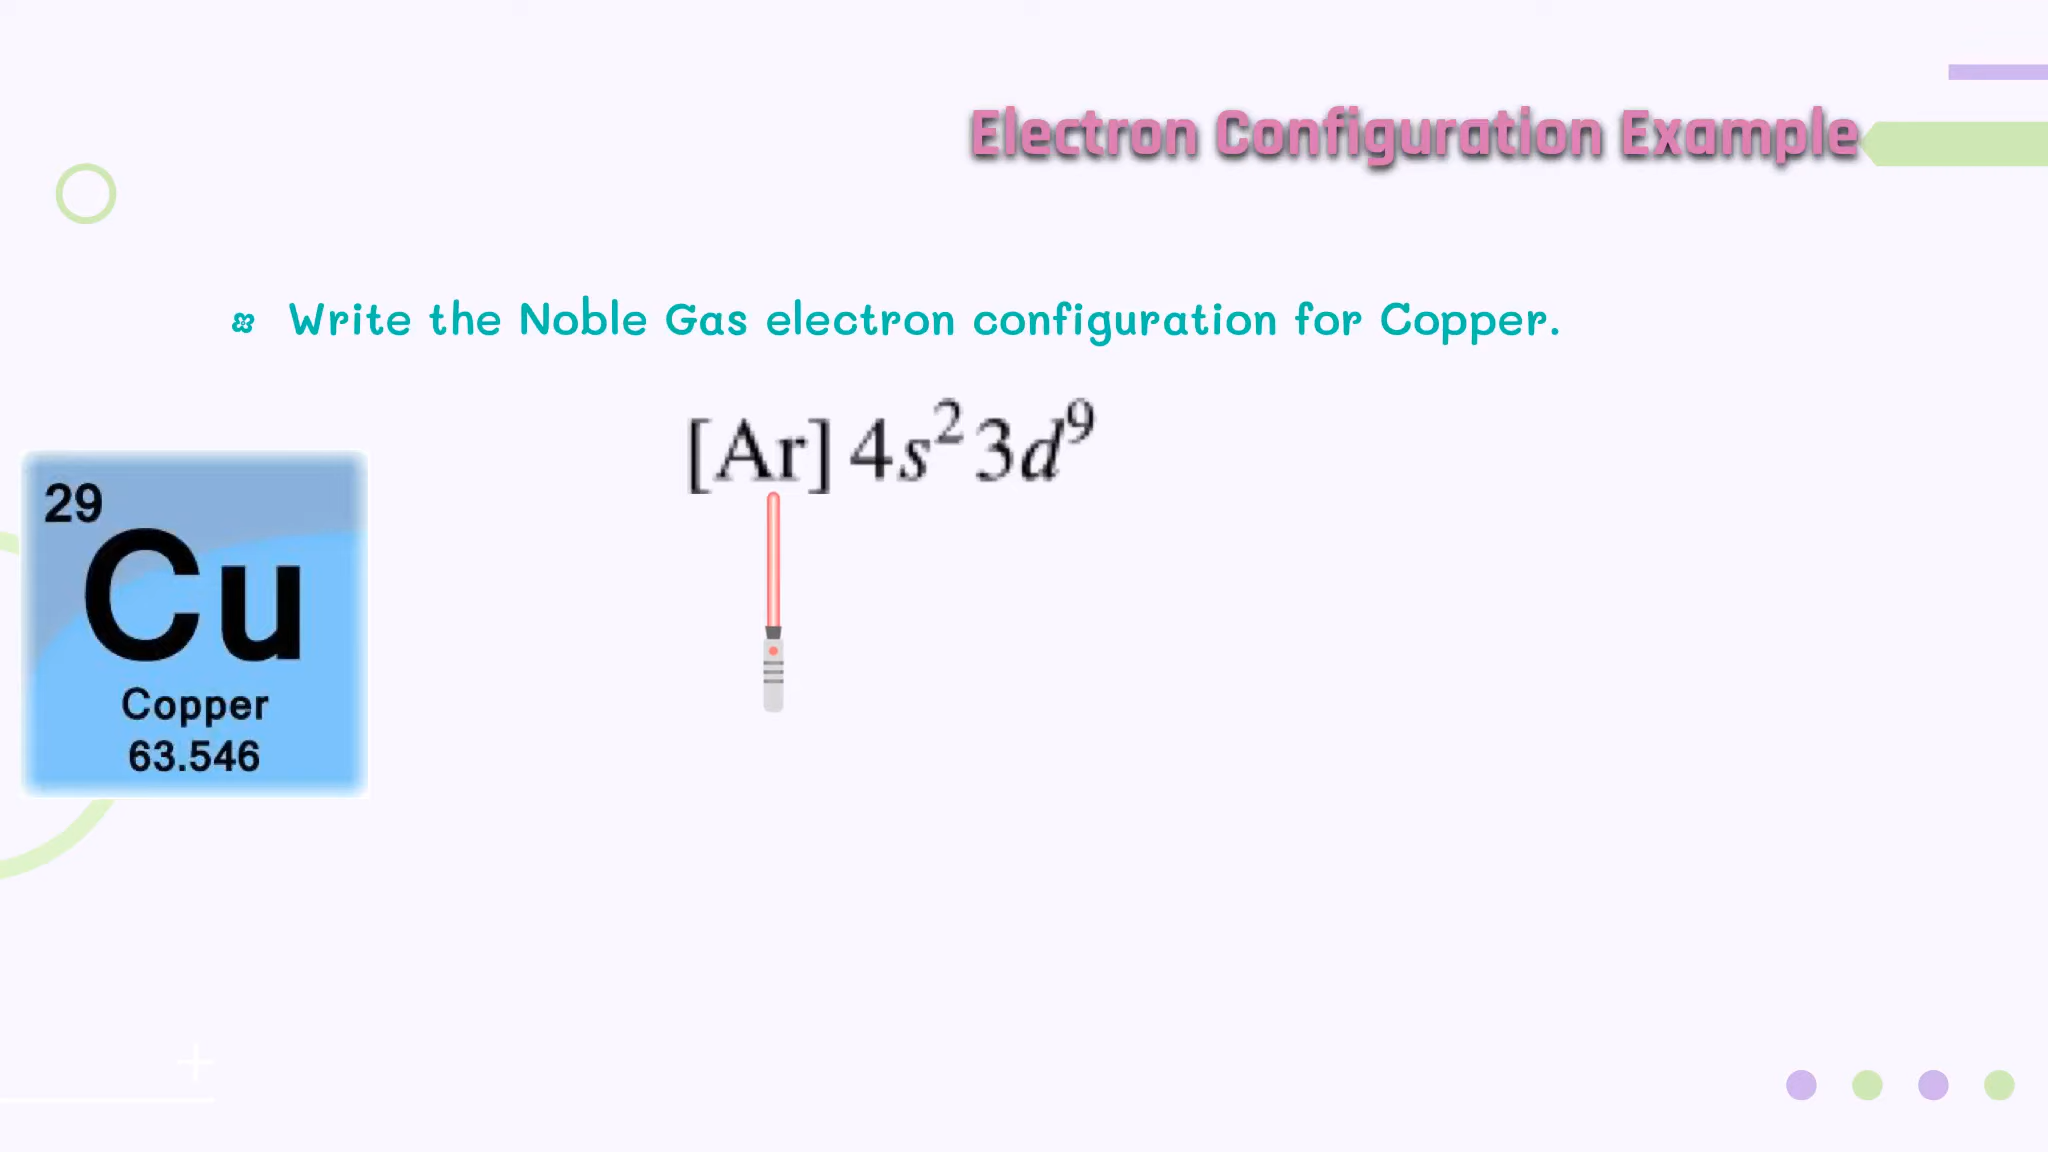 Electron Configuration Example
Write the Noble Gas electron configuration for Copper.
[Ar] 4s² 3d⁹
29
Cu
Copper
63.546